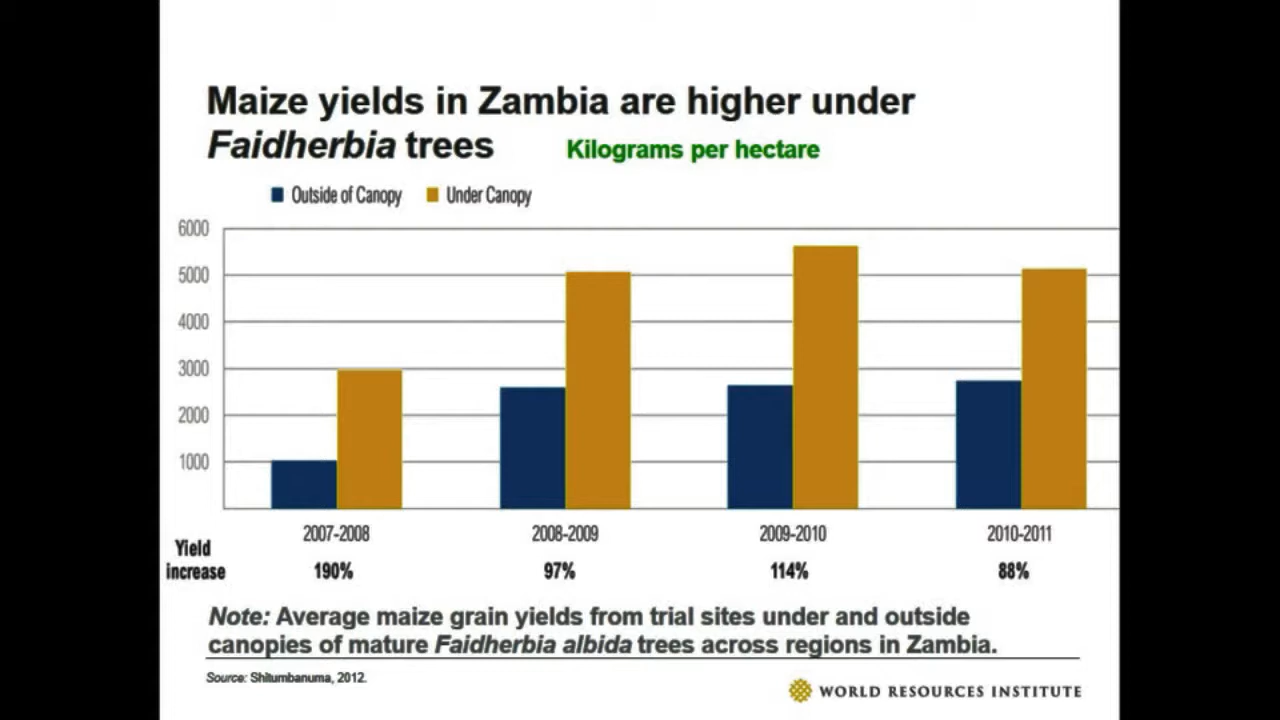 Maize yields in Zambia are higher under
Faidherbia trees
Kilograms per hectare
Outside of Canopy
Under Canopy
6000
5000
4000
3000
2000
1000
2007-2008
2008-2009
2009-2010
2010-2011
Yield
increase
190%
97%
114%
88%
Note: Average maize grain yields from trial sites under and outside
canopies of mature Faidherbia albida trees across regions in Zambia.
Source: Shitumbanuma, 2012.
WORLD RESOURCES INSTITUTE